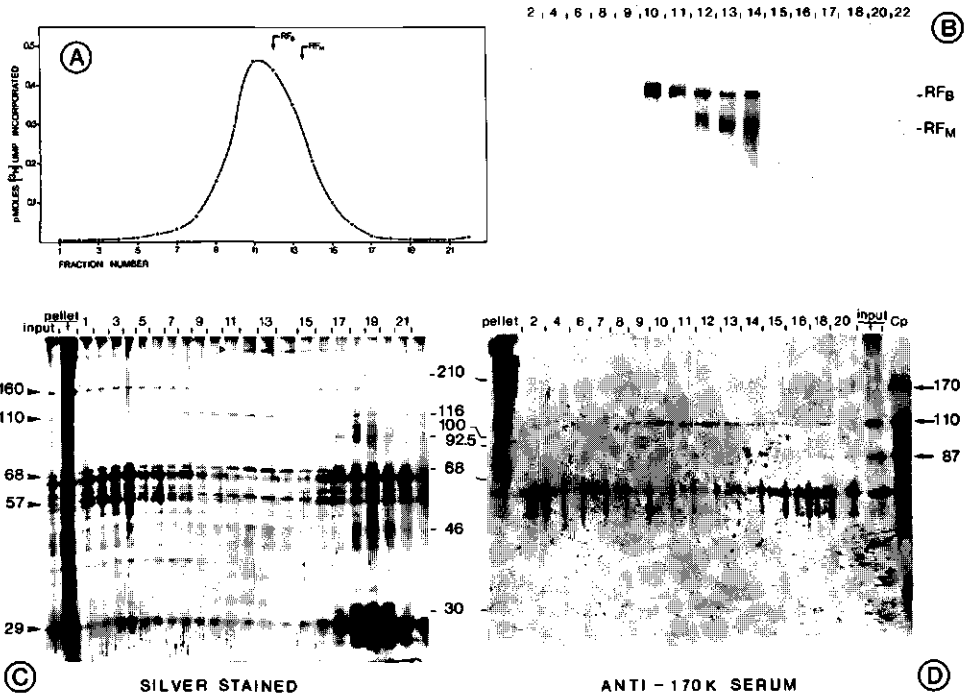 A
0.5
0.4
0.3
0.2
0.1
pMOLES [3H] UMP INCORPORATED
RFB
RFM
1 3 5 7 9 11 13 15 17 19 21
FRACTION NUMBER
2 4 6 8 9 10 11 12 13 14 15 16 17 18 20 22
B
-RFB
-RFM
input pellet 1 3 5 7 9 11 13 15 17 19 21
160
110
68
57
29
-210
-116
100
-92.5
-68
-46
-30
C
SILVER STAINED
pellet 2 4 6 7 8 9 10 11 12 13 14 15 16 18 20 input Cp
170
110
87
ANTI-170K SERUM
D